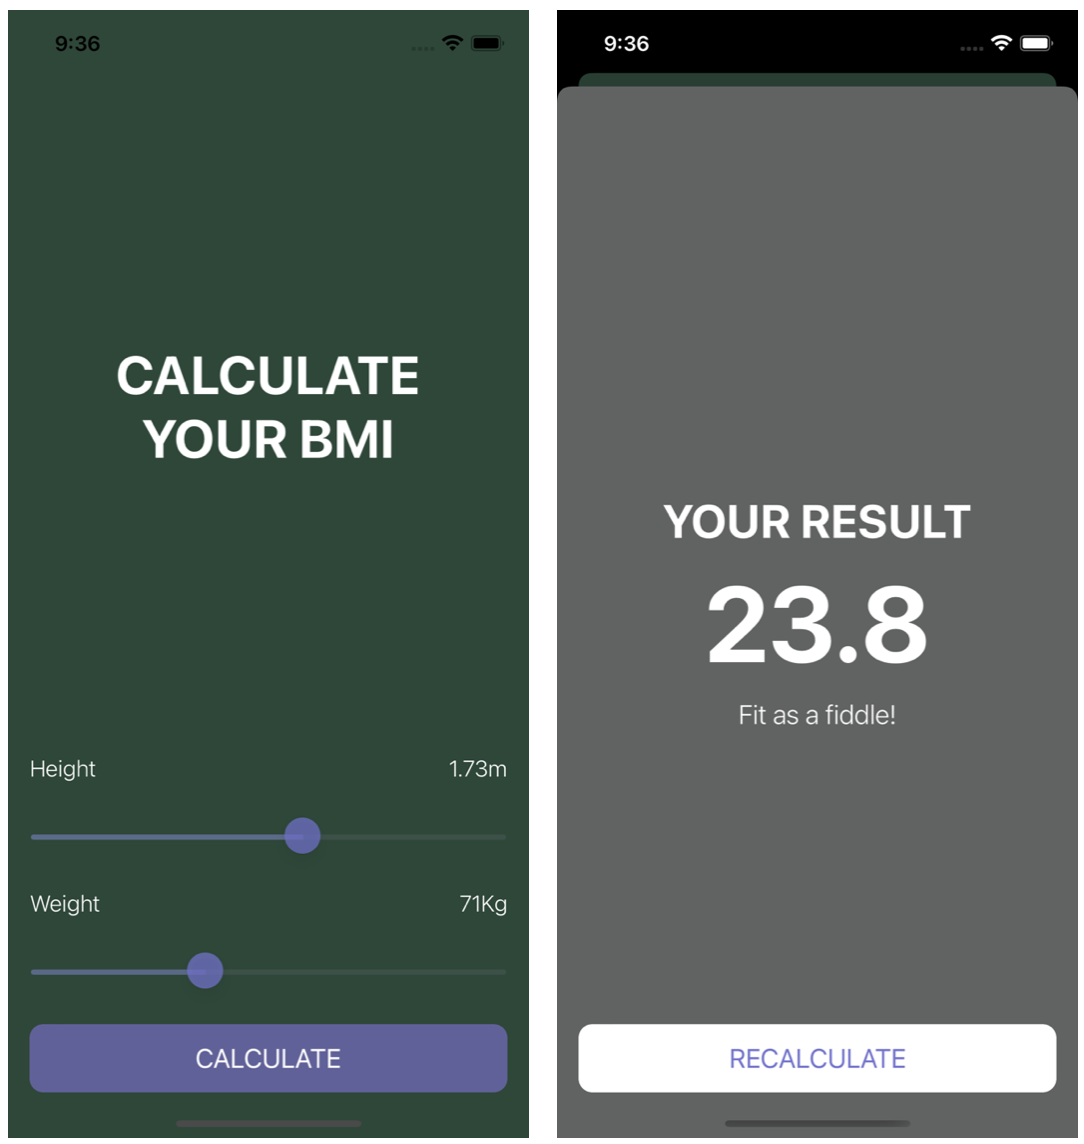 9:36
CALCULATE
YOUR BMI
Height 1.73m
Weight 71Kg
CALCULATE
9:36
YOUR RESULT
23.8
Fit as a fiddle!
RECALCULATE